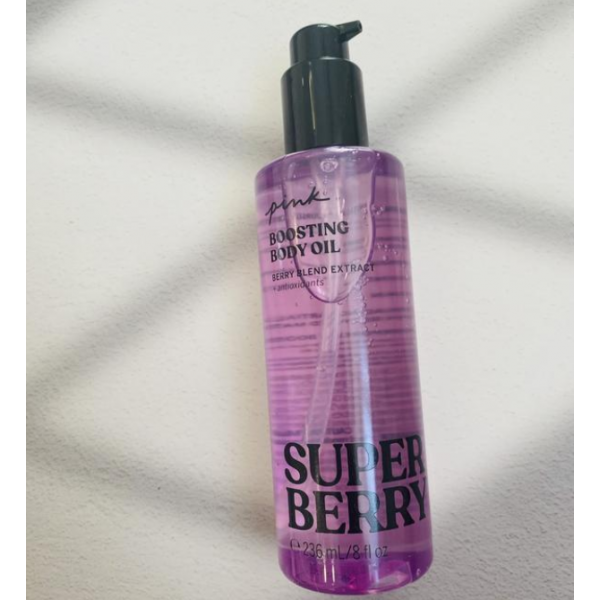 pink
BOOSTING
BODY OIL
BERRY BLEND EXTRACT
+ antioxidants
SUPER
BERRY
℮ 236 mL/8 fl oz